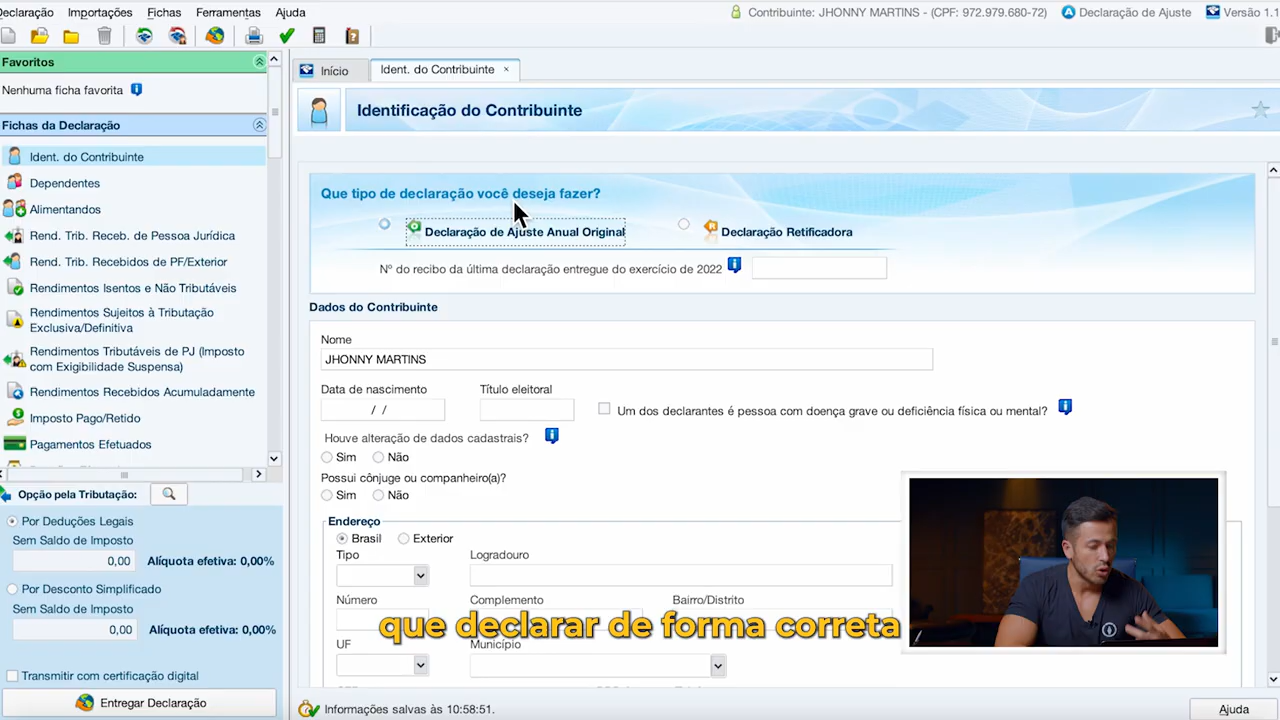 Declaração Importações Fichas Ferramentas Ajuda
Contribuinte: JHONNY MARTINS - (CPF: 972.979.680-72) Declaração de Ajuste Versão 1.1
Favoritos
Nenhuma ficha favorita
Fichas da Declaração
Ident. do Contribuinte
Dependentes
Alimentandos
Rend. Trib. Receb. de Pessoa Jurídica
Rend. Trib. Recebidos de PF/Exterior
Rendimentos Isentos e Não Tributáveis
Rendimentos Sujeitos à Tributação
Exclusiva/Definitiva
Rendimentos Tributáveis de PJ (Imposto
com Exigibilidade Suspensa)
Rendimentos Recebidos Acumuladamente
Imposto Pago/Retido
Pagamentos Efetuados
Opção pela Tributação:
Por Deduções Legais
Sem Saldo de Imposto
0,00 Alíquota efetiva: 0,00%
Por Desconto Simplificado
Sem Saldo de Imposto
0,00 Alíquota efetiva: 0,00%
Transmitir com certificação digital
Entregar Declaração
Início Ident. do Contribuinte ×
Identificação do Contribuinte
Que tipo de declaração você deseja fazer?
Declaração de Ajuste Anual Original Declaração Retificadora
Nº do recibo da última declaração entregue do exercício de 2022
Dados do Contribuinte
Nome
JHONNY MARTINS
Data de nascimento Título eleitoral
/ / Um dos declarantes é pessoa com doença grave ou deficiência física ou mental?
Houve alteração de dados cadastrais?
Sim Não
Possui cônjuge ou companheiro(a)?
Sim Não
Endereço
Brasil Exterior
Tipo Logradouro
Número Complemento Bairro/Distrito
que declarar de forma correta
UF Município
Informações salvas às 10:58:51.
Ajuda